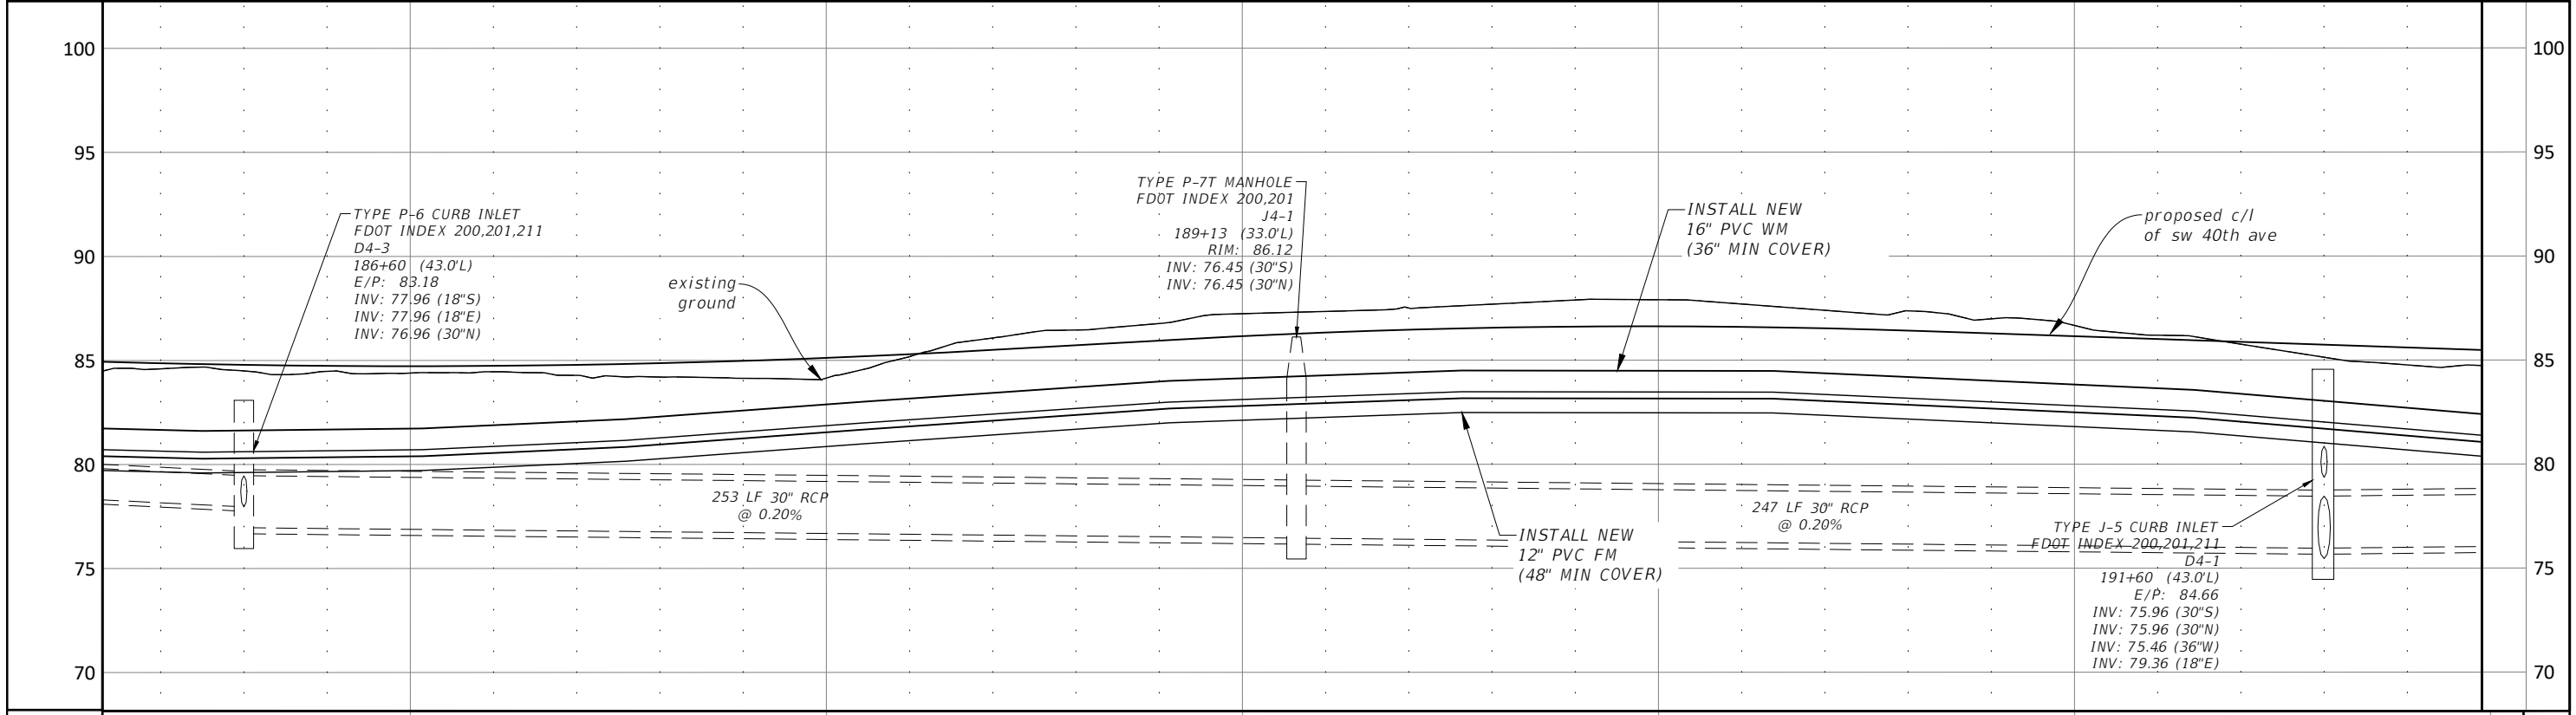 100
95
90
85
80
75
70
TYPE P-6 CURB INLET
FDOT INDEX 200,201,211
D4-3
186+60 (43.0'L)
E/P: 83.18
INV: 77.96 (18"S)
INV: 77.96 (18"E)
INV: 76.96 (30"N)
existing
ground
253 LF 30" RCP
@ 0.20%
TYPE P-7T MANHOLE
FDOT INDEX 200,201
J4-1
189+13 (33.0'L)
RIM: 86.12
INV: 76.45 (30"S)
INV: 76.45 (30"N)
INSTALL NEW
16" PVC WM
(36" MIN COVER)
INSTALL NEW
12" PVC FM
(48" MIN COVER)
proposed c/l
of sw 40th ave
247 LF 30" RCP
@ 0.20%
TYPE J-5 CURB INLET
FDOT INDEX 200,201,211
D4-1
191+60 (43.0'L)
E/P: 84.66
INV: 75.96 (30"S)
INV: 75.96 (30"N)
INV: 75.46 (36"W)
INV: 79.36 (18"E)
100
95
90
85
80
75
70